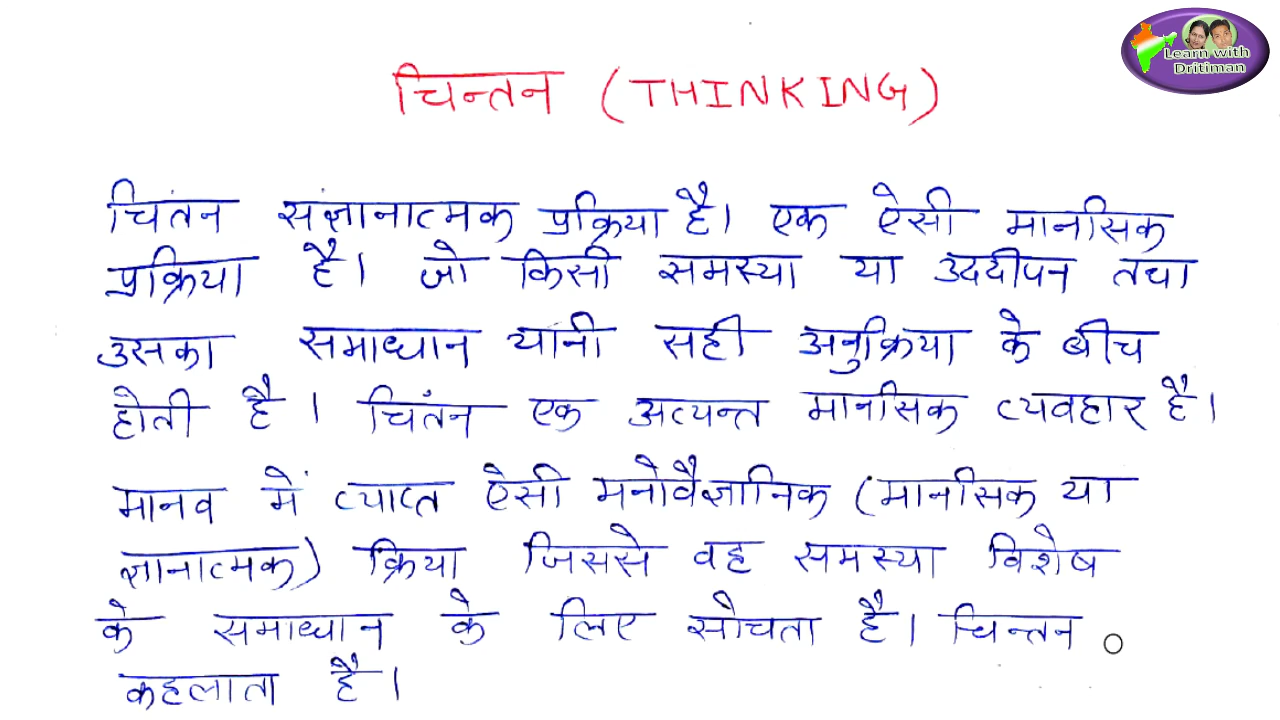 Learn with
Dritiman
चिन्तन (THINKING)
चिंतन संज्ञानात्मक प्रक्रिया है। एक ऐसी मानसिक
प्रक्रिया है। जो किसी समस्या या उददीपन तथा
उसका समाधान यानी सही अनुक्रिया के बीच
होती है। चिंतन एक अत्यन्त मानसिक व्यवहार है।
मानव में व्याप्त ऐसी मनोवैज्ञानिक (मानसिक या
ज्ञानात्मक) क्रिया जिससे वह समस्या विशेष
के समाधान के लिए सोचता है। चिन्तन
कहलाता है।